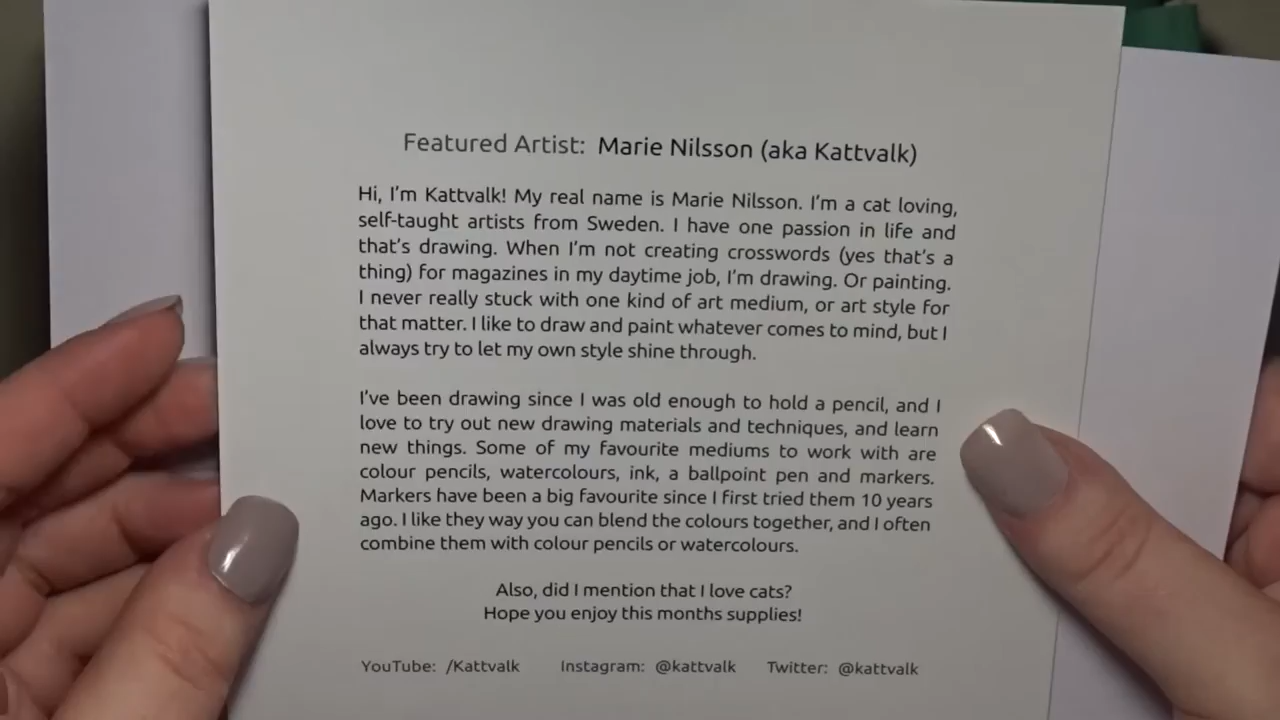 Featured Artist: Marie Nilsson (aka Kattvalk)
Hi, I'm Kattvalk! My real name is Marie Nilsson. I'm a cat loving,
self-taught artists from Sweden. I have one passion in life and
that's drawing. When I'm not creating crosswords (yes that's a
thing) for magazines in my daytime job, I'm drawing. Or painting.
I never really stuck with one kind of art medium, or art style for
that matter. I like to draw and paint whatever comes to mind, but I
always try to let my own style shine through.
I've been drawing since I was old enough to hold a pencil, and I
love to try out new drawing materials and techniques, and learn
new things. Some of my favourite mediums to work with are
colour pencils, watercolours, ink, a ballpoint pen and markers.
Markers have been a big favourite since I first tried them 10 years
ago. I like they way you can blend the colours together, and I often
combine them with colour pencils or watercolours.
Also, did I mention that I love cats?
Hope you enjoy this months supplies!
YouTube: /Kattvalk Instagram: @kattvalk Twitter: @kattvalk